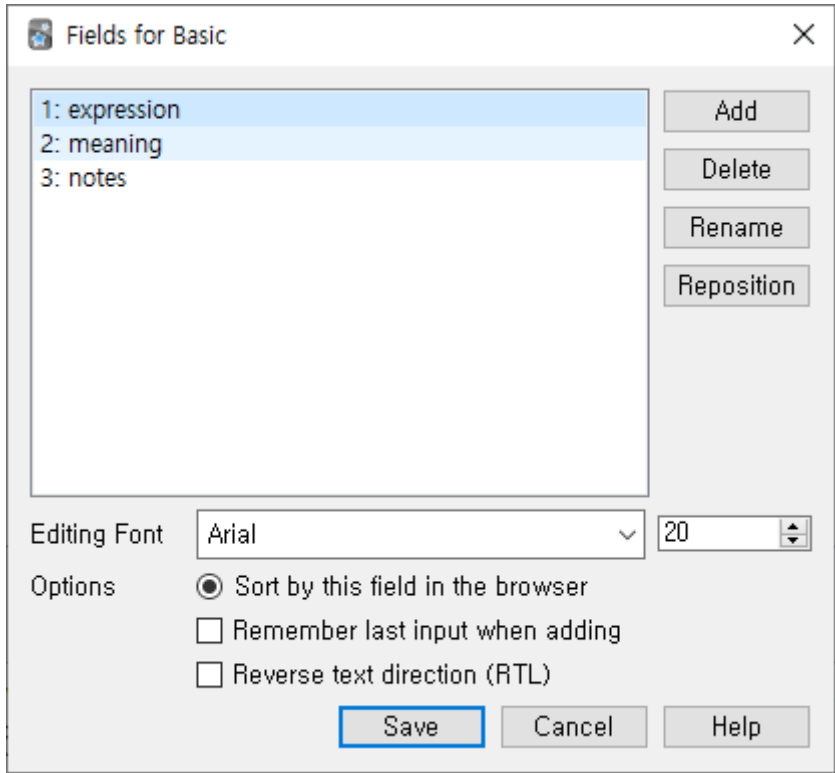 Fields for Basic
1: expression
2: meaning
3: notes
Add
Delete
Rename
Reposition
Editing Font Arial 20
Options Sort by this field in the browser
Remember last input when adding
Reverse text direction (RTL)
Save Cancel Help